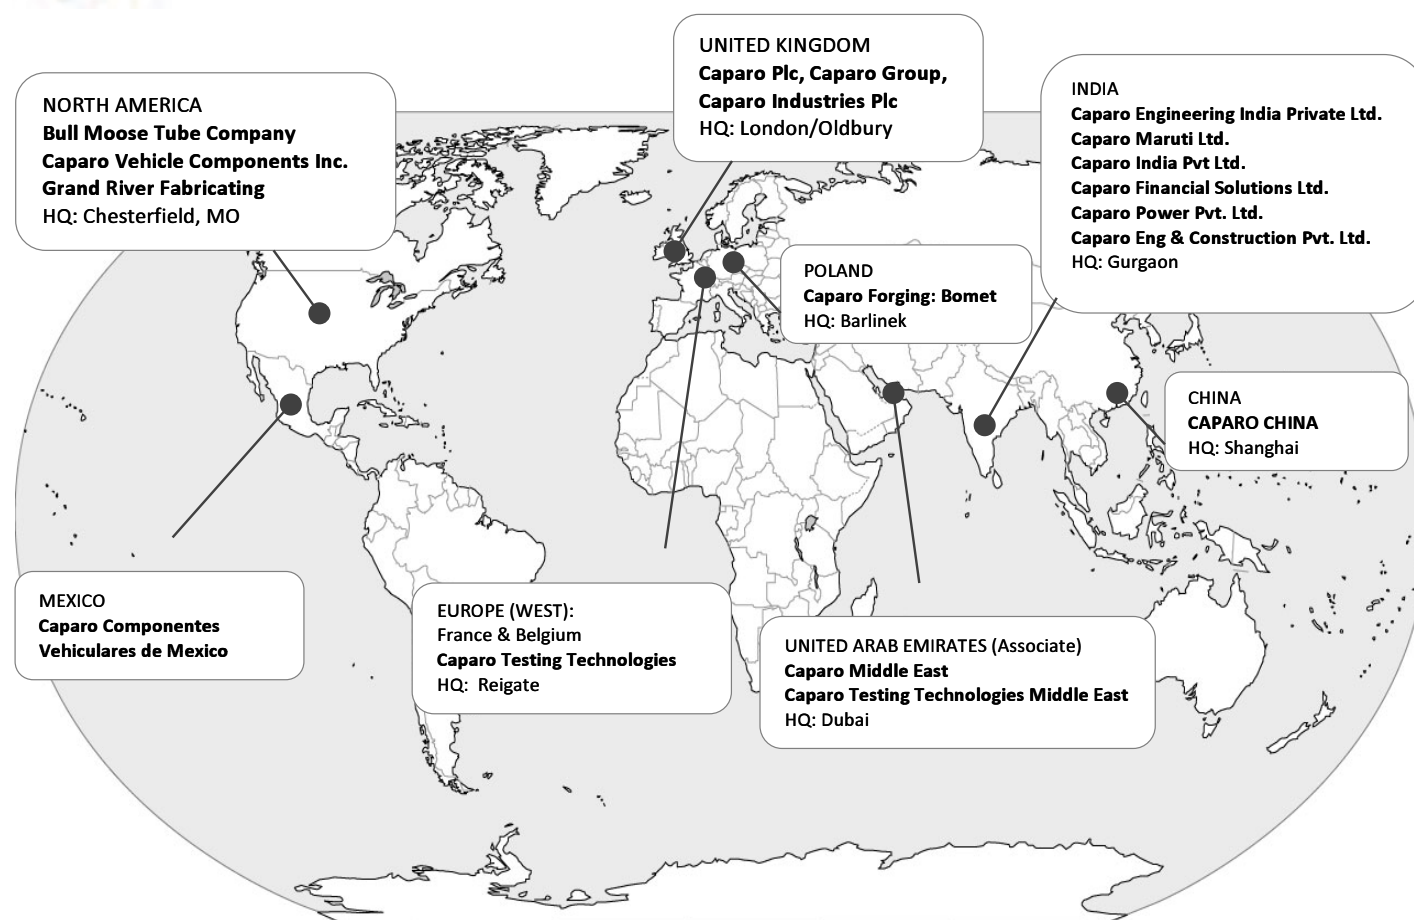 UNITED KINGDOM
Caparo Plc, Caparo Group,
Caparo Industries Plc
HQ: London/Oldbury
NORTH AMERICA
Bull Moose Tube Company
Caparo Vehicle Components Inc.
Grand River Fabricating
HQ: Chesterfield, MO
INDIA
Caparo Engineering India Private Ltd.
Caparo Maruti Ltd.
Caparo India Pvt Ltd.
Caparo Financial Solutions Ltd.
Caparo Power Pvt. Ltd.
Caparo Eng & Construction Pvt. Ltd.
HQ: Gurgaon
POLAND
Caparo Forging: Bomet
HQ: Barlinek
CHINA
CAPARO CHINA
HQ: Shanghai
MEXICO
Caparo Componentes
Vehiculares de Mexico
EUROPE (WEST):
France & Belgium
Caparo Testing Technologies
HQ: Reigate
UNITED ARAB EMIRATES (Associate)
Caparo Middle East
Caparo Testing Technologies Middle East
HQ: Dubai